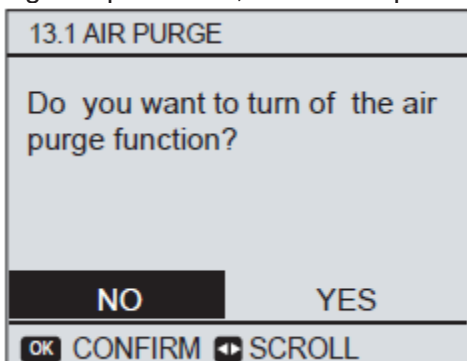 13.1 AIR PURGE
Do you want to turn of the air
purge function?
NO YES
OK CONFIRM SCROLL